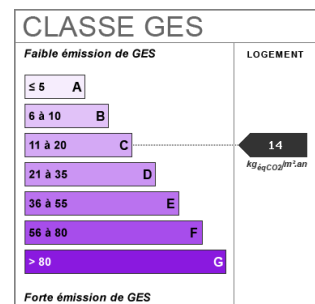 CLASSE GES
Faible émission de GES
LOGEMENT
≤ 5 A
6 à 10 B
11 à 20 C
14
kgéqCO2/m².an
21 à 35 D
36 à 55 E
56 à 80 F
> 80 G
Forte émission de GES